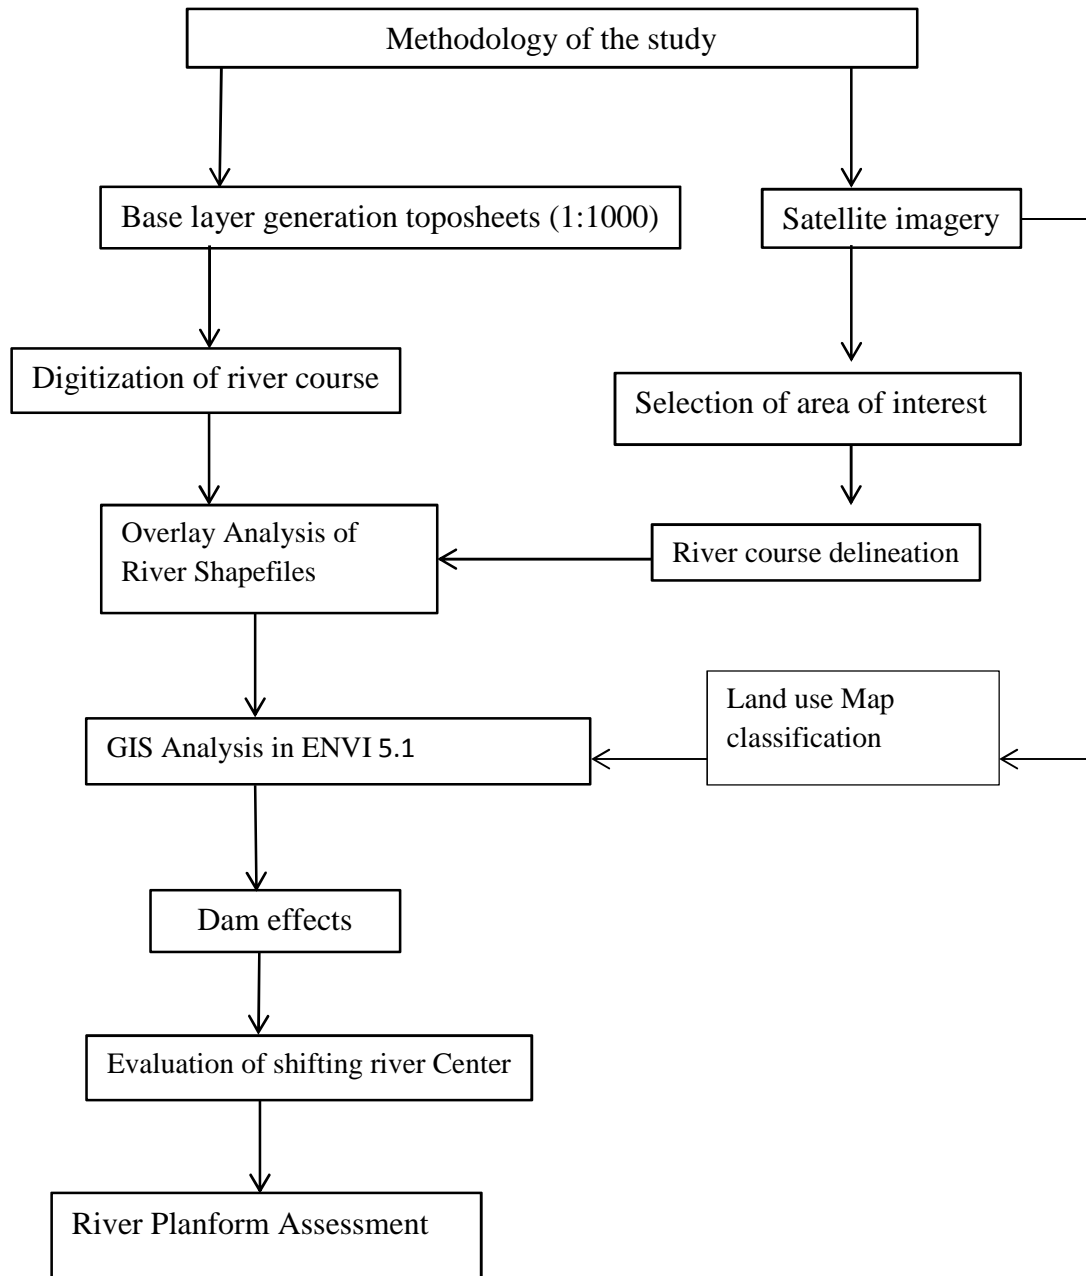 Methodology of the study
Base layer generation toposheets (1:1000)
Satellite imagery
Digitization of river course
Selection of area of interest
Overlay Analysis of
River Shapefiles
River course delineation
Land use Map
classification
GIS Analysis in ENVI 5.1
Dam effects
Evaluation of shifting river Center
River Planform Assessment